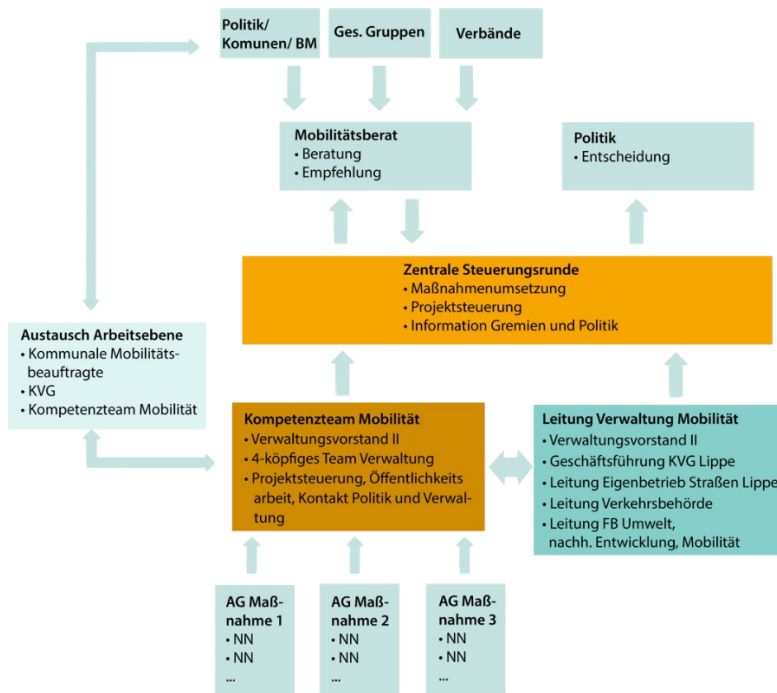 Politik/
Komunen/ BM
Ges. Gruppen
Verbände
Mobilitätsberat
• Beratung
• Empfehlung
Politik
• Entscheidung
Zentrale Steuerungsrunde
• Maßnahmenumsetzung
• Projektsteuerung
• Information Gremien und Politik
Austausch Arbeitsebene
• Kommunale Mobilitäts-
beauftragte
• KVG
• Kompetenzteam Mobilität
Kompetenzteam Mobilität
• Verwaltungsvorstand II
• 4-köpfiges Team Verwaltung
• Projektsteuerung, Öffentlichkeits
arbeit, Kontakt Politik und Verwal-
tung
Leitung Verwaltung Mobilität
• Verwaltungsvorstand II
• Geschäftsführung KVG Lippe
• Leitung Eigenbetrieb Straßen Lippe
• Leitung Verkehrsbehörde
• Leitung FB Umwelt,
nachh. Entwicklung, Mobilität
AG Maß-
nahme 1
• NN
• NN
...
AG Maß-
nahme 2
• NN
• NN
...
AG Maß-
nahme 3
• NN
• NN
...